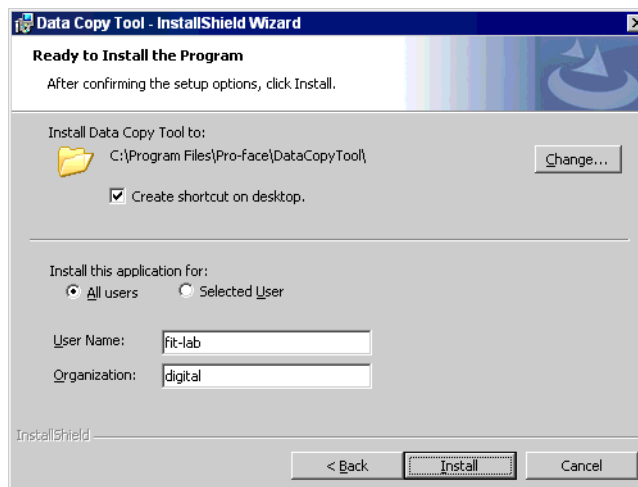 Data Copy Tool - InstallShield Wizard
Ready to Install the Program
After confirming the setup options, click Install.
Install Data Copy Tool to:
C:\Program Files\Pro-face\DataCopyTool\
Change...
Create shortcut on desktop.
Install this application for:
All users
Selected User
User Name:
fit-lab
Organization:
digital
InstallShield
< Back
Install
Cancel